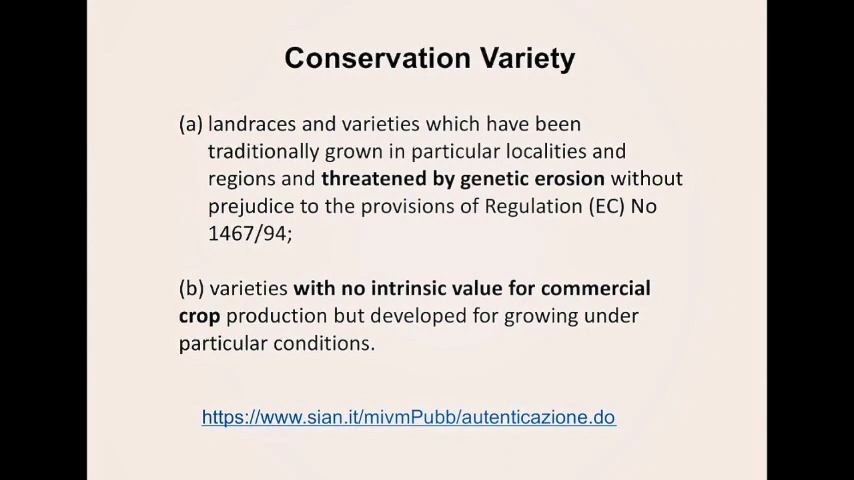 Conservation Variety
(a) landraces and varieties which have been
traditionally grown in particular localities and
regions and threatened by genetic erosion without
prejudice to the provisions of Regulation (EC) No
1467/94;
(b) varieties with no intrinsic value for commercial
crop production but developed for growing under
particular conditions.
https://www.sian.it/mivmPubb/autenticazione.do